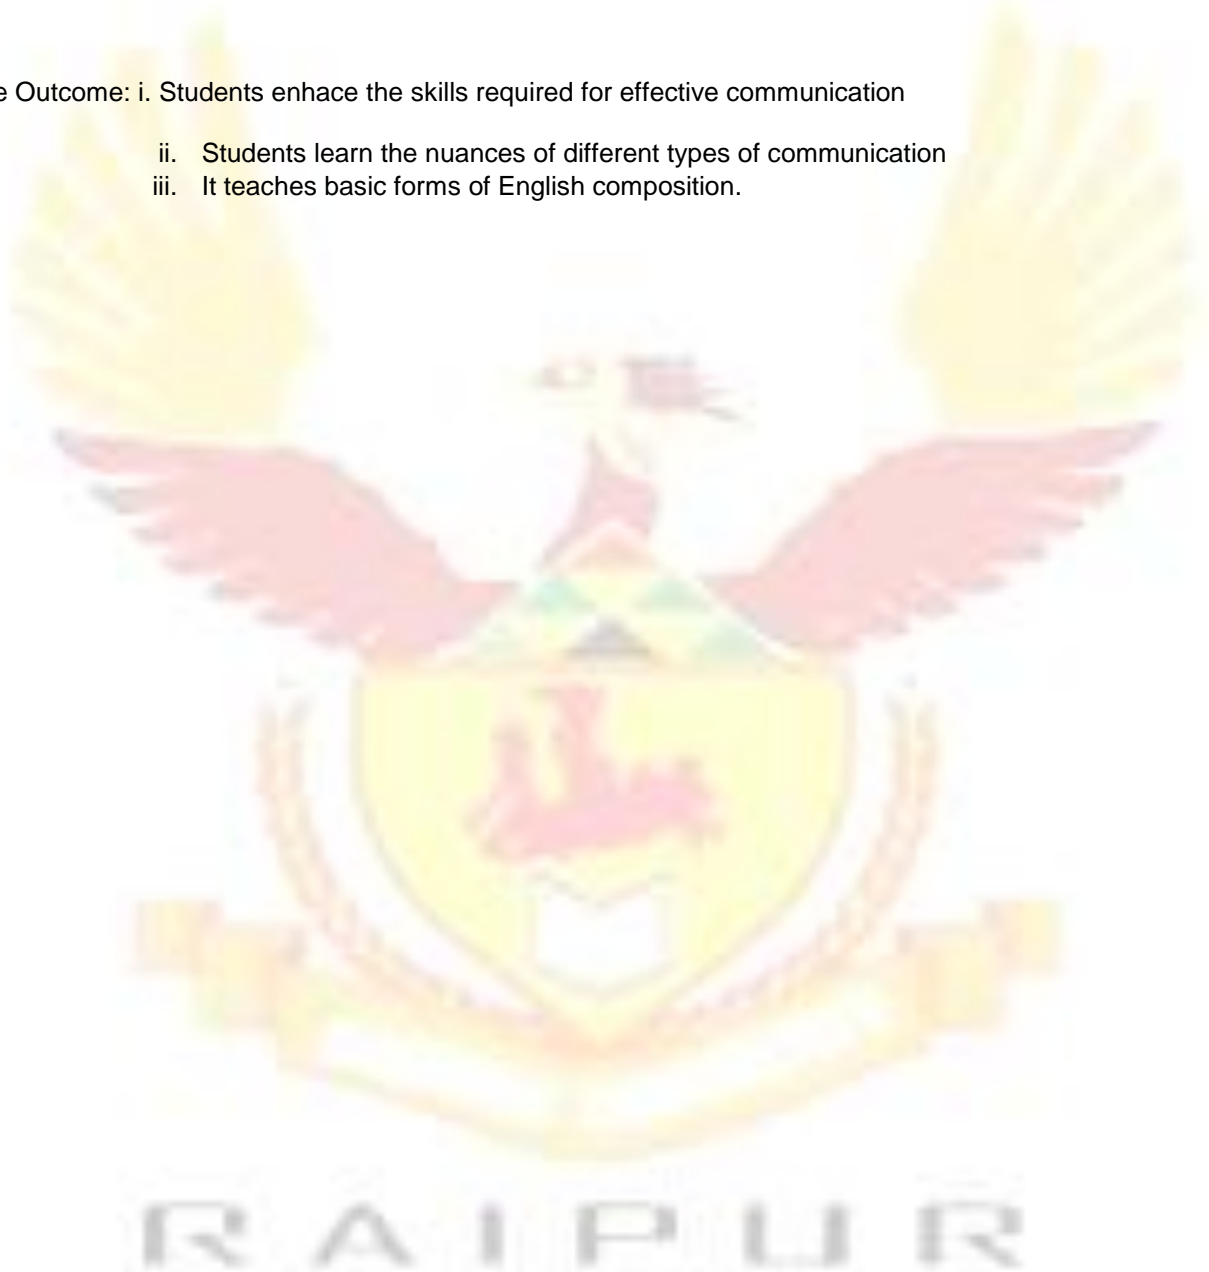 e Outcome: i. Students enhace the skills required for effective communication
ii. Students learn the nuances of different types of communication
iii. It teaches basic forms of English composition.
RAIPUR